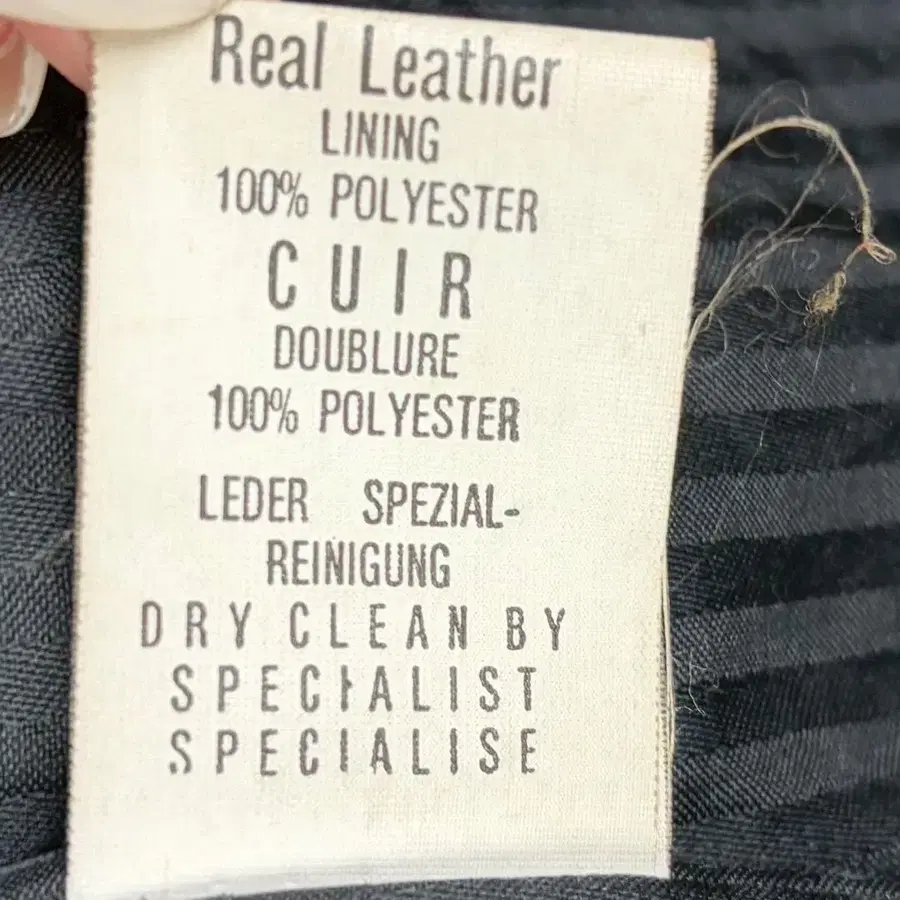 Real Leather
LINING
100% POLYESTER
CUIR
DOUBLURE
100% POLYESTER
LEDER SPEZIAL-
REINIGUNG
DRY CLEAN BY
SPECIALIST
SPECIALISE